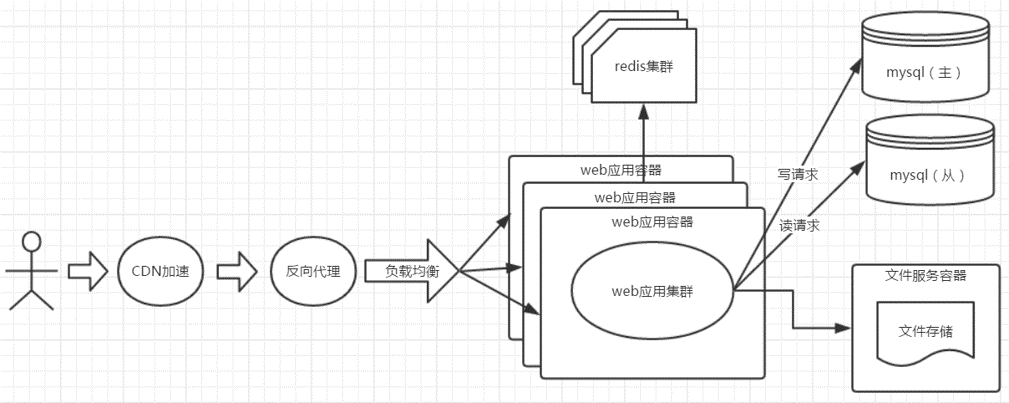 redis集群
mysql（主）
web应用容器
web应用容器
web应用容器
写请求
mysql（从）
读请求
CDN加速
反向代理
负载均衡
web应用集群
文件服务容器
文件存储